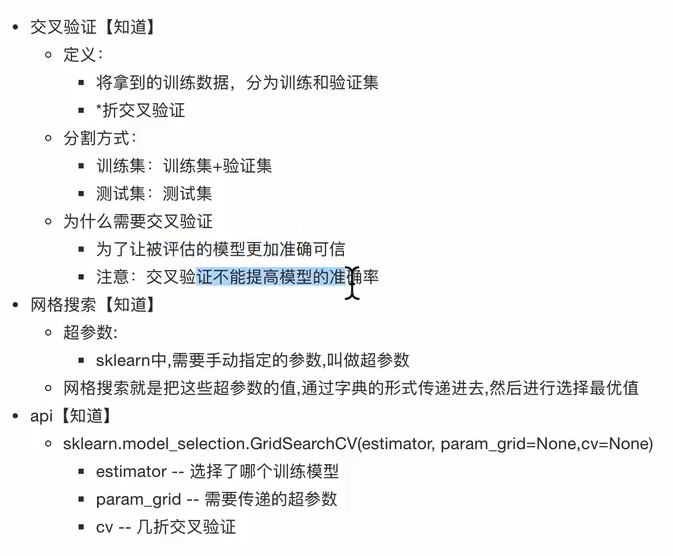 交叉验证【知道】
定义：
将拿到的训练数据，分为训练和验证集
*折交叉验证
分割方式：
训练集：训练集+验证集
测试集：测试集
为什么需要交叉验证
为了让被评估的模型更加准确可信
注意：交叉验证不能提高模型的准确率
网格搜索【知道】
超参数:
sklearn中,需要手动指定的参数,叫做超参数
网格搜索就是把这些超参数的值,通过字典的形式传递进去,然后进行选择最优值
api【知道】
sklearn.model_selection.GridSearchCV(estimator, param_grid=None,cv=None)
estimator -- 选择了哪个训练模型
param_grid -- 需要传递的超参数
cv -- 几折交叉验证